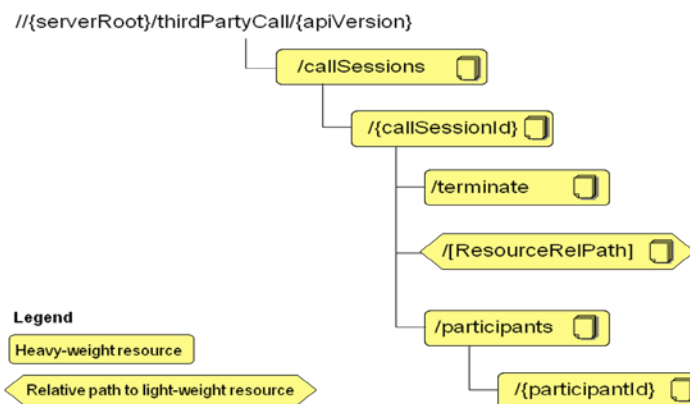 //{serverRoot}/thirdPartyCall/{apiVersion}
/callSessions
/{callSessionId}
/terminate
/[ResourceRelPath]
/participants
/{participantId}
Legend
Heavy-weight resource
Relative path to light-weight resource